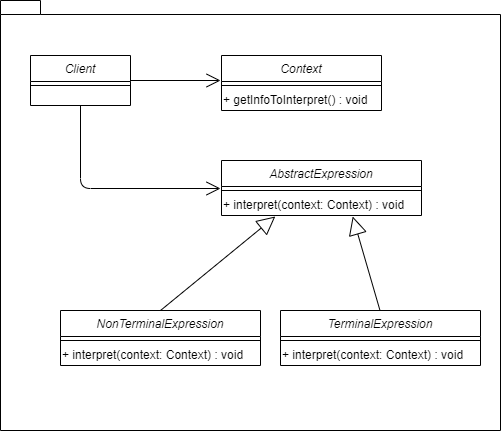 Client
Context
+ getInfoToInterpret() : void
AbstractExpression
+ interpret(context: Context) : void
NonTerminalExpression
+ interpret(context: Context) : void
TerminalExpression
+ interpret(context: Context) : void